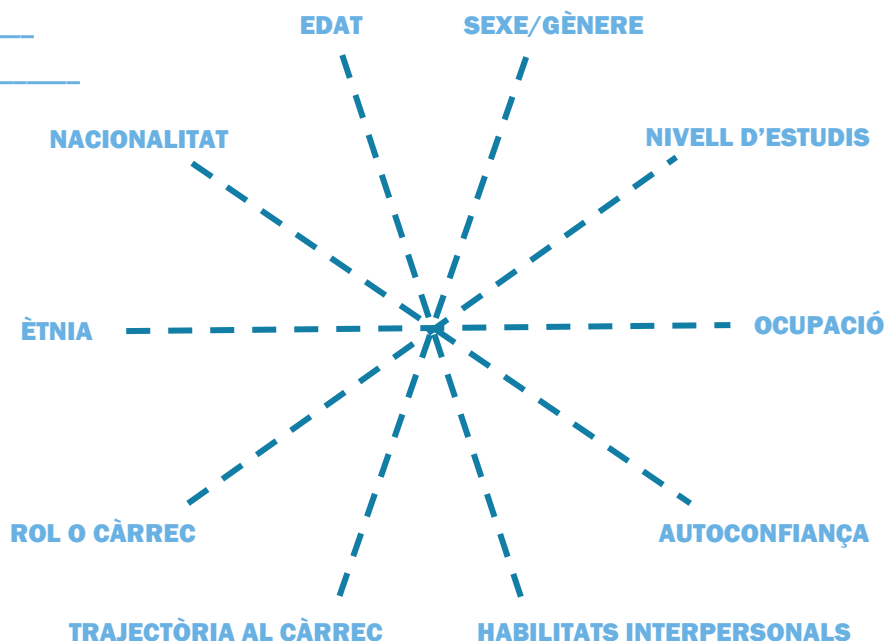 EDAT
SEXE/GÈNERE
NACIONALITAT
NIVELL D'ESTUDIS
ÈTNIA
OCUPACIÓ
ROL O CÀRREC
AUTOCONFIANÇA
TRAJECTÒRIA AL CÀRREC
HABILITATS INTERPERSONALS